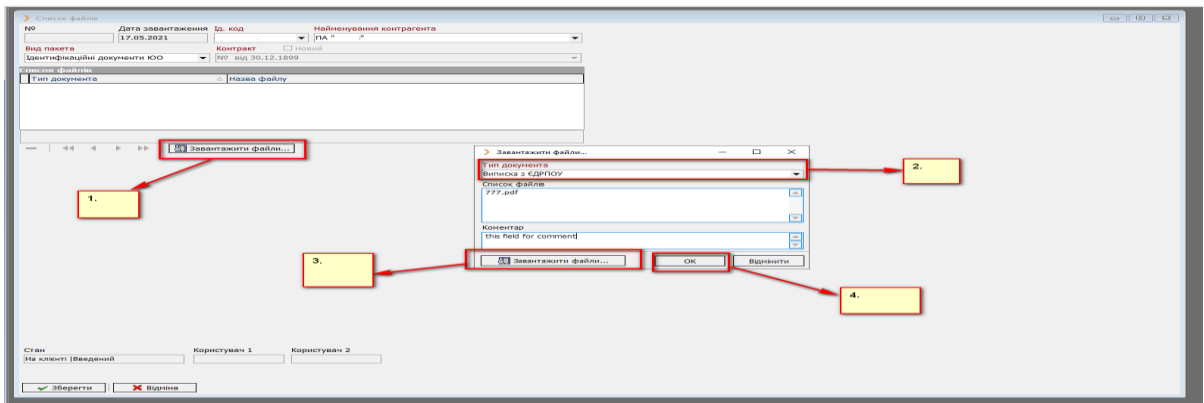 Список файлів
№ Дата завантаження Ід. код Найменування контрагента
17.05.2021 ПА " "
Вид пакета Контракт Новий
Ідентифікаційні документи ЮО № від 30.12.1899
Список файлів
Тип документа Назва файлу
Завантажити файли...
1.
Завантажити файли...
Тип документа
Виписка з ЄДРПОУ
2.
Список файлів
777.pdf
Коментар
this field for comment
3.
Завантажити файли... ОК Відмінити
4.
Стан Користувач 1 Користувач 2
На клієнті |Введений
Зберегти Відміна